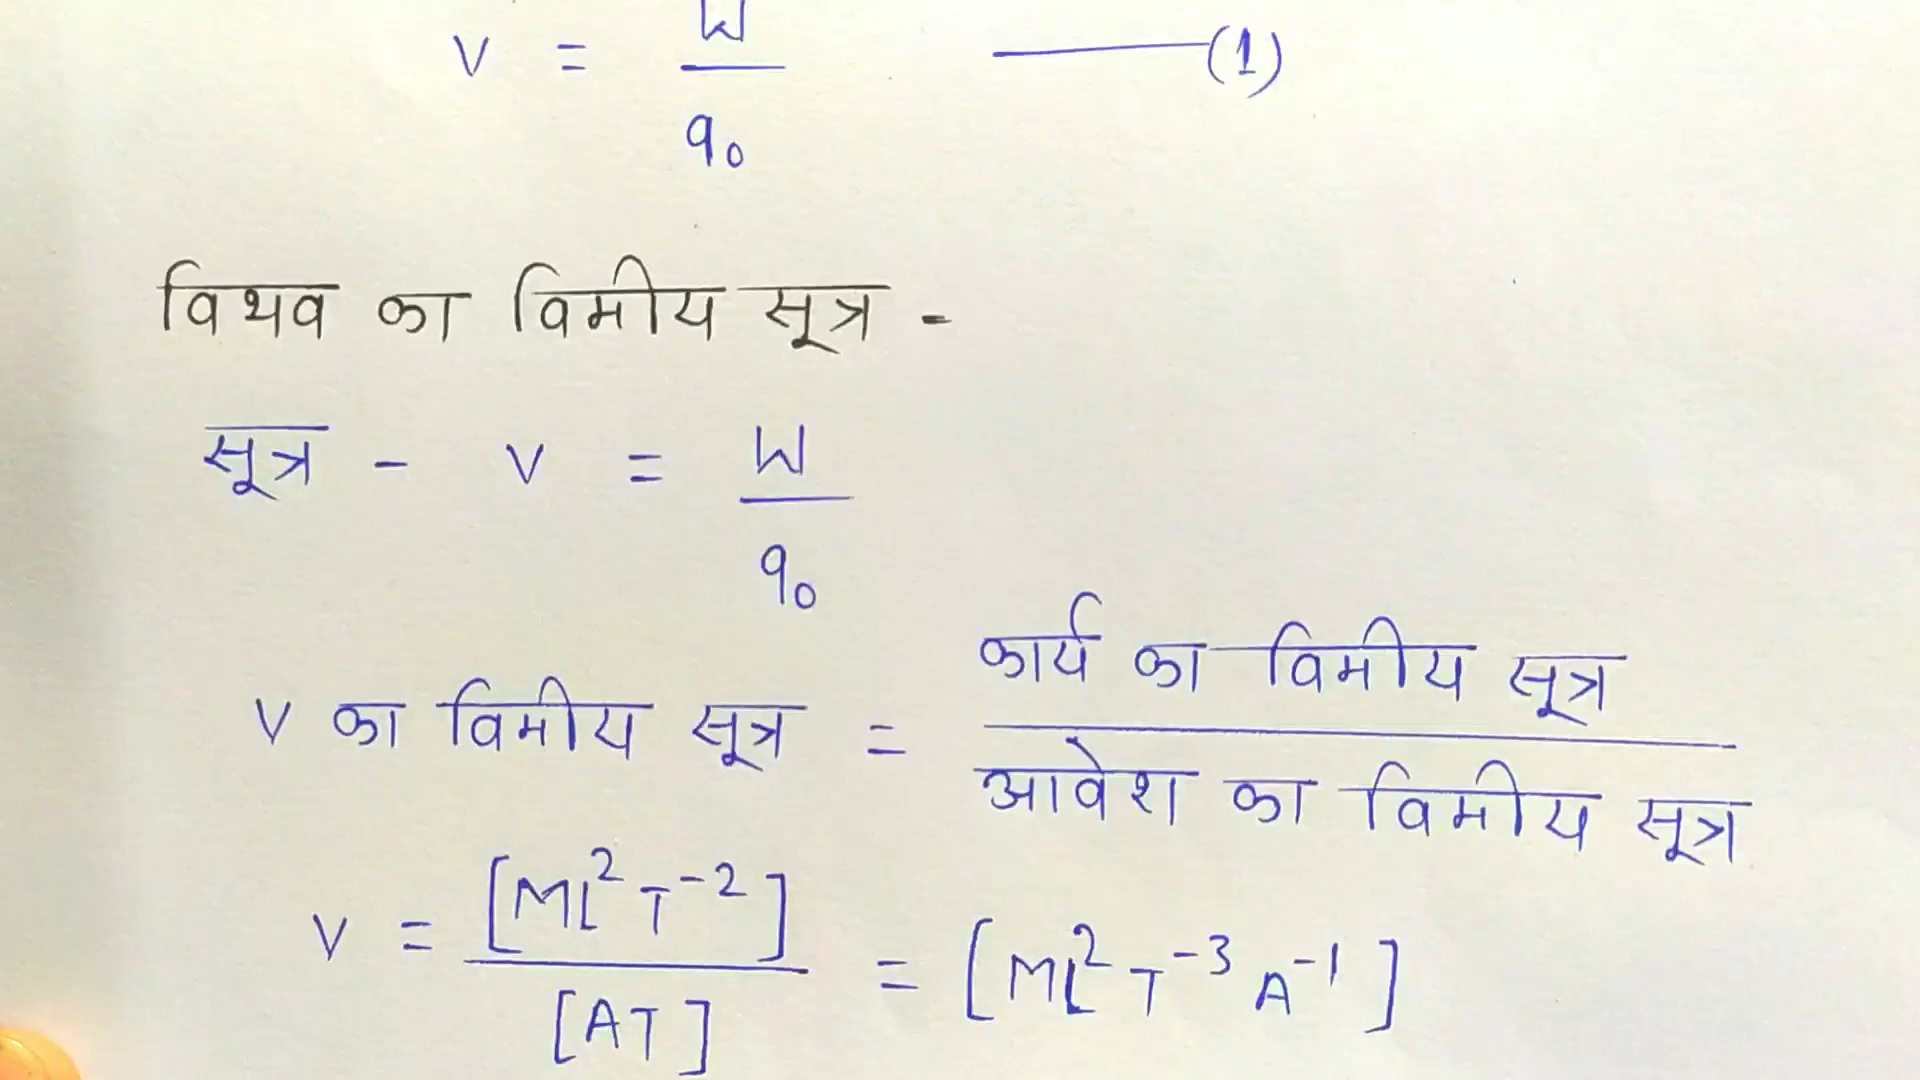 V = W/q₀ ——— (1)
विभव का विमीय सूत्र -
सूत्र - V = W/q₀
V का विमीय सूत्र = कार्य का विमीय सूत्र / आवेश का विमीय सूत्र
V = [ML²T⁻²] / [AT] = [ML²T⁻³A⁻¹]